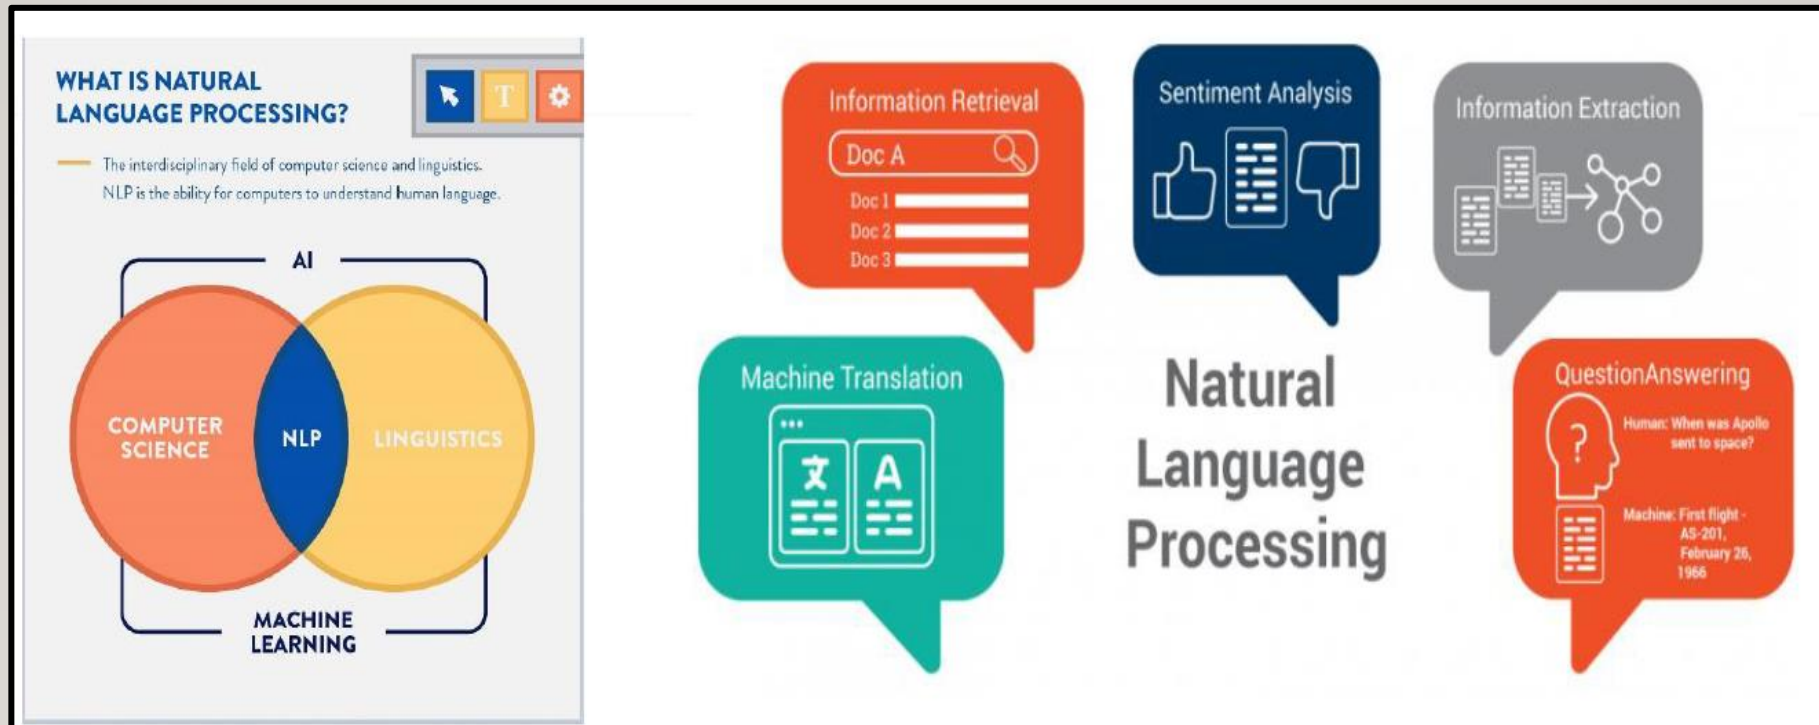 WHAT IS NATURAL
LANGUAGE PROCESSING?
T
The interdisciplinary field of computer science and linguistics.
NLP is the ability for computers to understand human language.
AI
COMPUTER
SCIENCE
NLP
LINGUISTICS
MACHINE
LEARNING
Information Retrieval
Doc A
Doc 1
Doc 2
Doc 3
Sentiment Analysis
Information Extraction
Machine Translation
文
A
Natural
Language
Processing
QuestionAnswering
?
Human: When was Apollo
sent to space?
Machine: First flight -
AS-201,
February 26,
1966